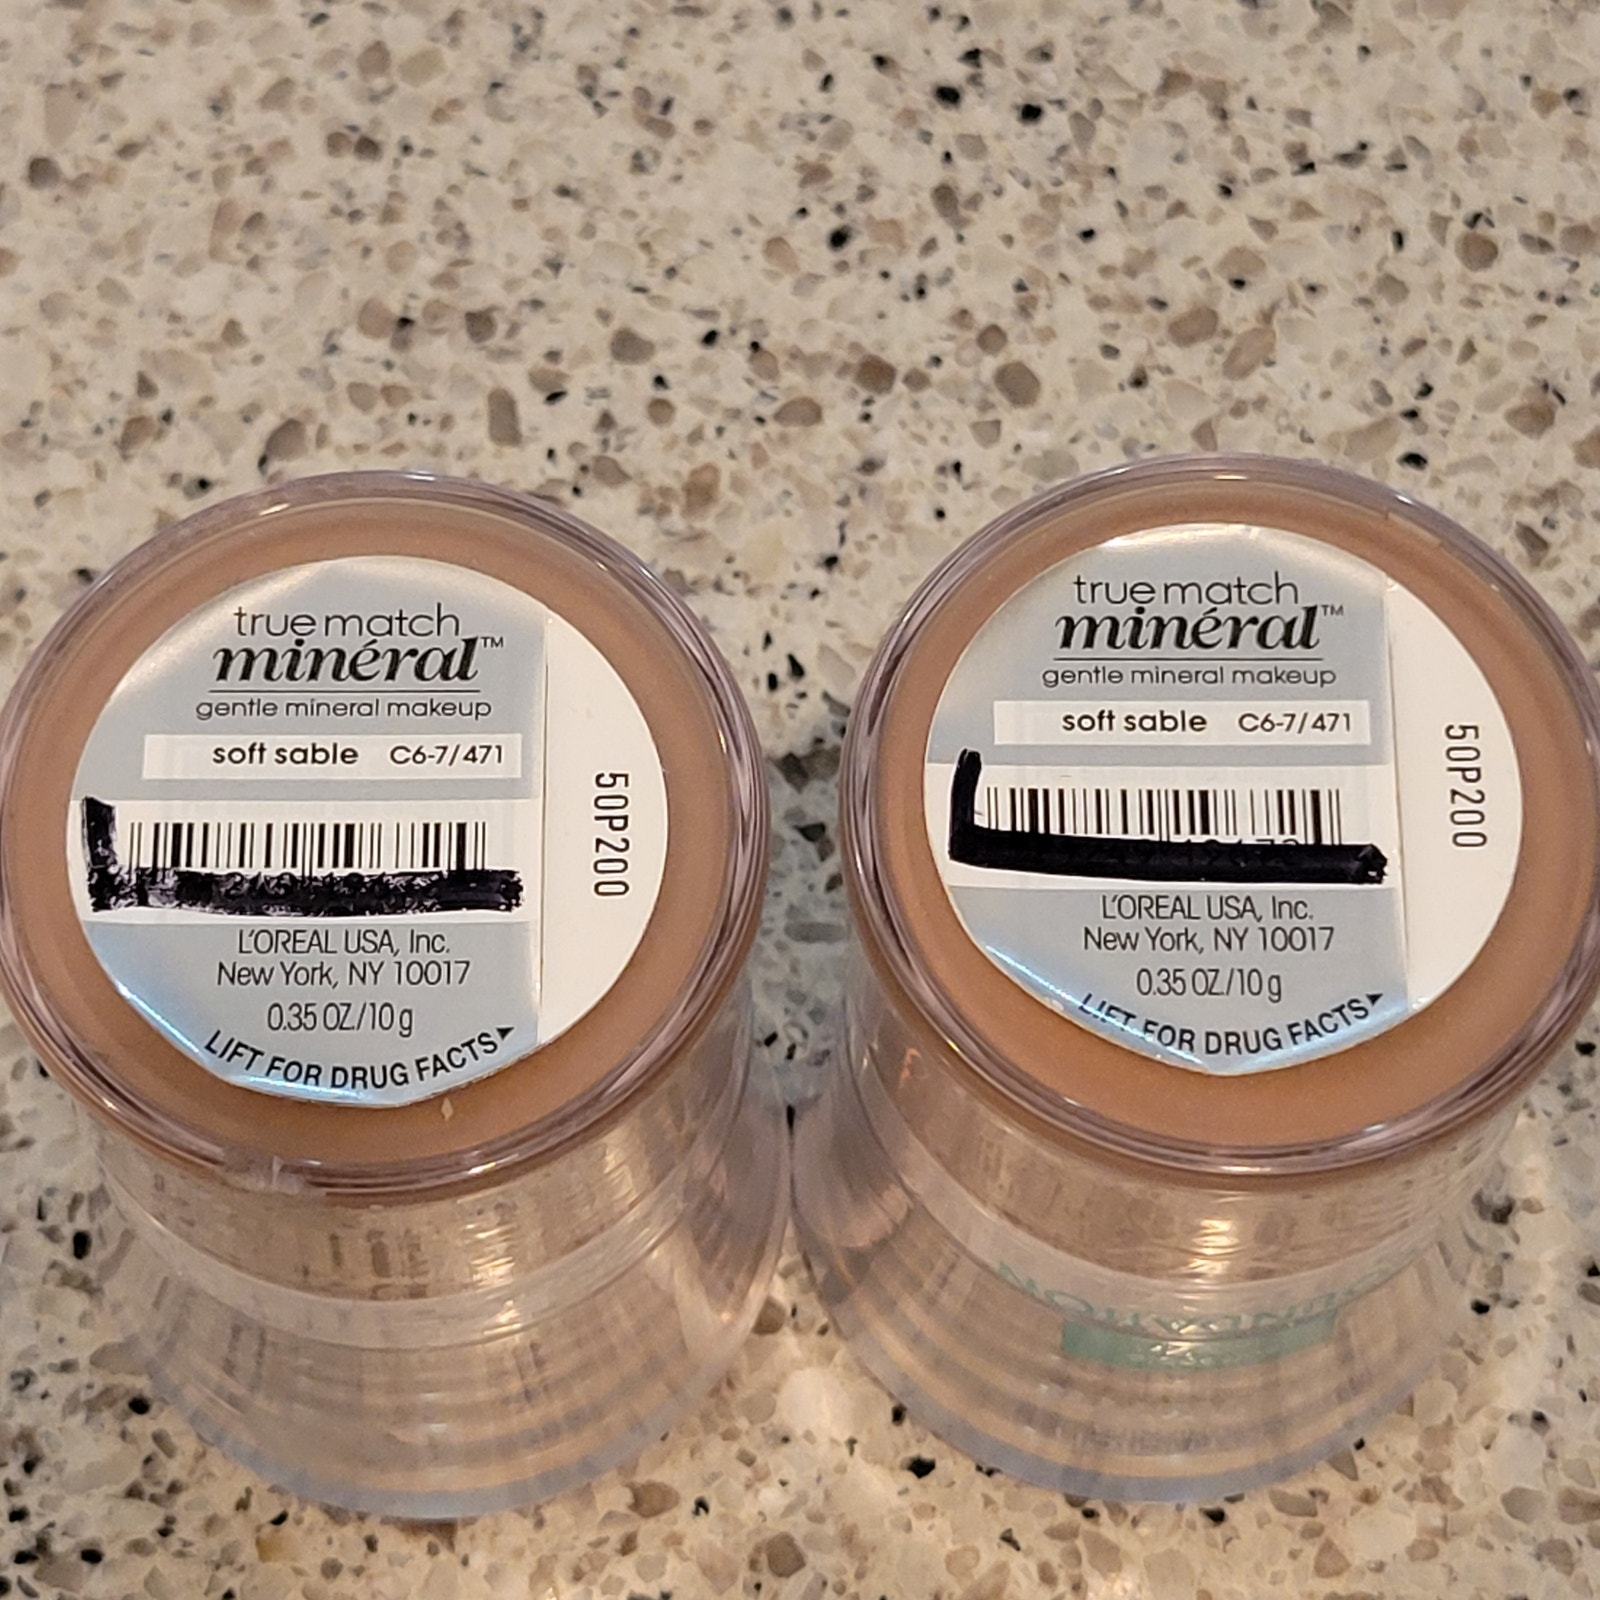 true match
minéral™
gentle mineral makeup
soft sable C6-7/471
50P200
L'OREAL USA, Inc.
New York, NY 10017
0.35 OZ./10 g
LIFT FOR DRUG FACTS
true match
minéral™
gentle mineral makeup
soft sable C6-7/471
50P200
L'OREAL USA, Inc.
New York, NY 10017
0.35 OZ./10 g
LIFT FOR DRUG FACTS